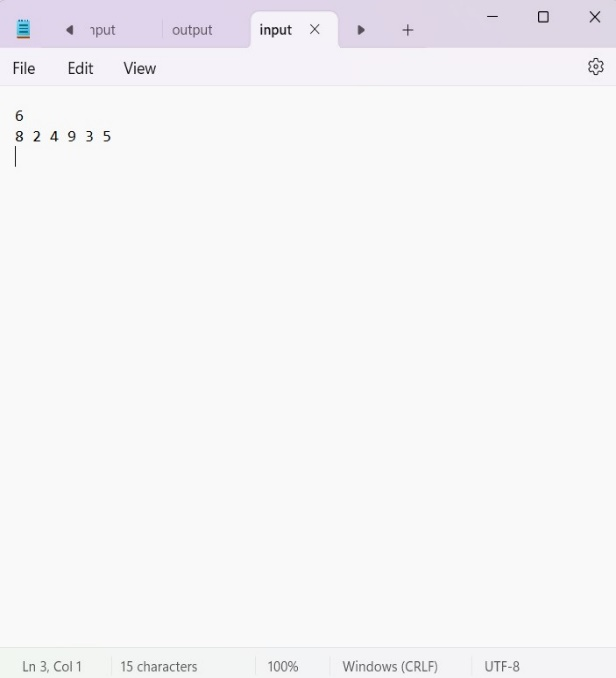 nput
output
input
File
Edit
View
6
8 2 4 9 3 5
Ln 3, Col 1
15 characters
100%
Windows (CRLF)
UTF-8